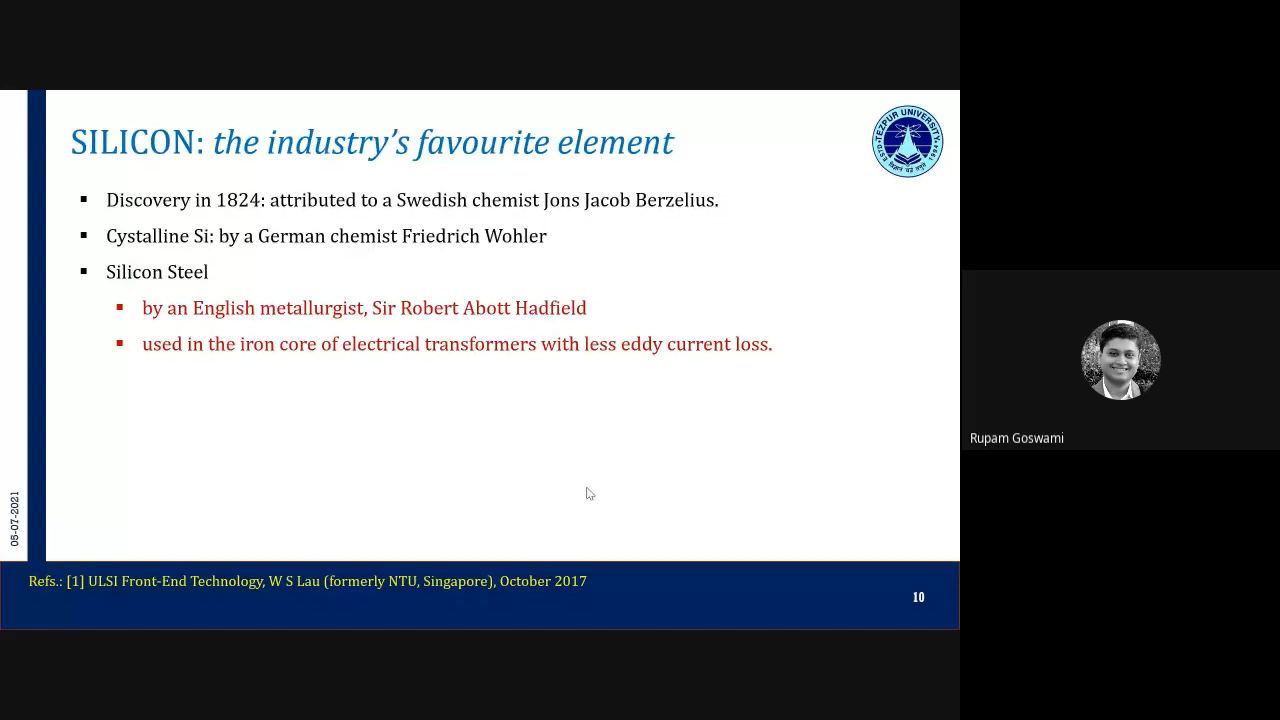 SILICON: the industry's favourite element
TEZPUR UNIVERSITY
Discovery in 1824: attributed to a Swedish chemist Jons Jacob Berzelius.
Cystalline Si: by a German chemist Friedrich Wohler
Silicon Steel
by an English metallurgist, Sir Robert Abott Hadfield
used in the iron core of electrical transformers with less eddy current loss.
Rupam Goswami
06-07-2021
Refs.: [1] ULSI Front-End Technology, W S Lau (formerly NTU, Singapore), October 2017
10